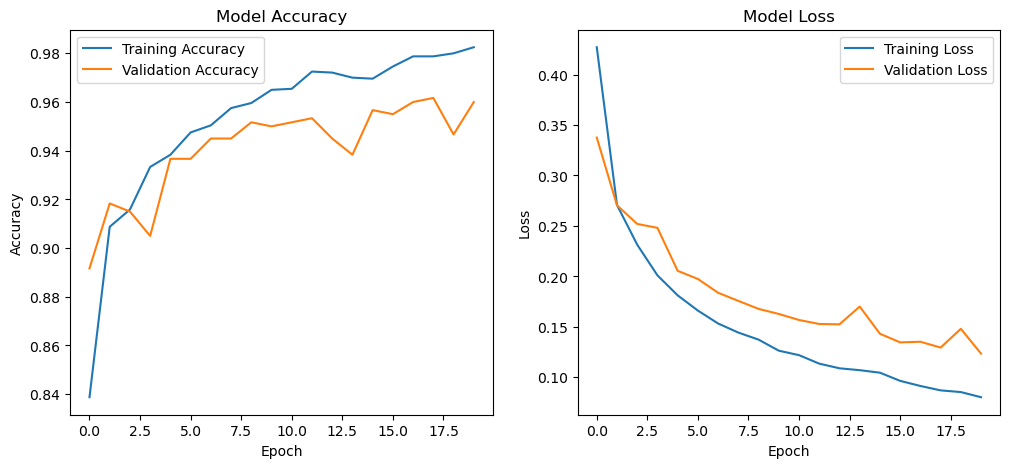 Model Accuracy
Training Accuracy
Validation Accuracy
0.98
0.96
0.94
0.92
0.90
0.88
0.86
0.84
Accuracy
0.0 2.5 5.0 7.5 10.0 12.5 15.0 17.5
Epoch
Model Loss
Training Loss
Validation Loss
0.40
0.35
0.30
0.25
0.20
0.15
0.10
Loss
0.0 2.5 5.0 7.5 10.0 12.5 15.0 17.5
Epoch